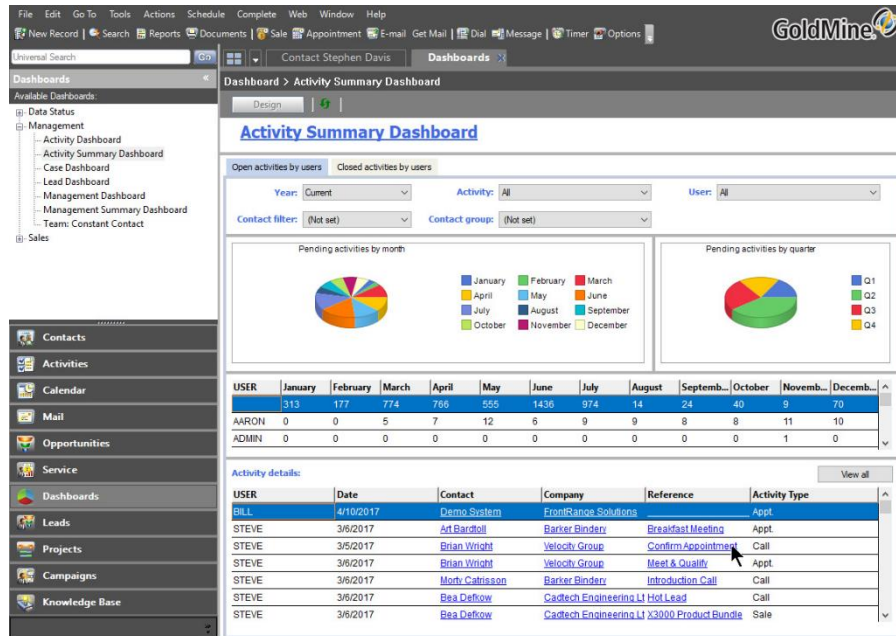 File Edit Go To Tools Actions Schedule Complete Web Window Help
New Record | Search Reports Documents | Sale Appointment E-mail Get Mail | Dial Message | Timer Options
GoldMine
Universal Search Go
Contact Stephen Davis Dashboards
Dashboards
Dashboard > Activity Summary Dashboard
Available Dashboards:
Data Status
Management
Activity Dashboard
Activity Summary Dashboard
Case Dashboard
Lead Dashboard
Management Dashboard
Management Summary Dashboard
Team: Constant Contact
Sales
Contacts
Activities
Calendar
Mail
Opportunities
Service
Dashboards
Leads
Projects
Campaigns
Knowledge Base
Design
Activity Summary Dashboard
Open activities by users Closed activities by users
Year: Current Activity: All User: All
Contact filter: (Not set) Contact group: (Not set)
Pending activities by month
January February March
April May June
July August September
October November December
Pending activities by quarter
Q1
Q2
Q3
Q4
USER January February March April May June July August Septemb... October Novemb... Decemb...
313 177 774 766 555 1436 974 14 24 40 9 70
AARON 0 0 5 7 12 6 9 9 8 8 11 10
ADMIN 0 0 0 0 0 0 0 0 0 0 1 0
Activity details: View all
USER Date Contact Company Reference Activity Type
BILL 4/10/2017 Demo System FrontRange Solutions Appt.
STEVE 3/6/2017 Art Bardtoll Barker Bindery Breakfast Meeting Appt.
STEVE 3/5/2017 Brian Wright Velocity Group Confirm Appointment Call
STEVE 3/6/2017 Brian Wright Velocity Group Meet & Qualify Appt.
STEVE 3/6/2017 Morty Catrisson Barker Bindery Introduction Call Call
STEVE 3/6/2017 Bea Defkow Cadtech Engineering Lt Hot Lead Call
STEVE 3/6/2017 Bea Defkow Cadtech Engineering Lt X3000 Product Bundle Sale